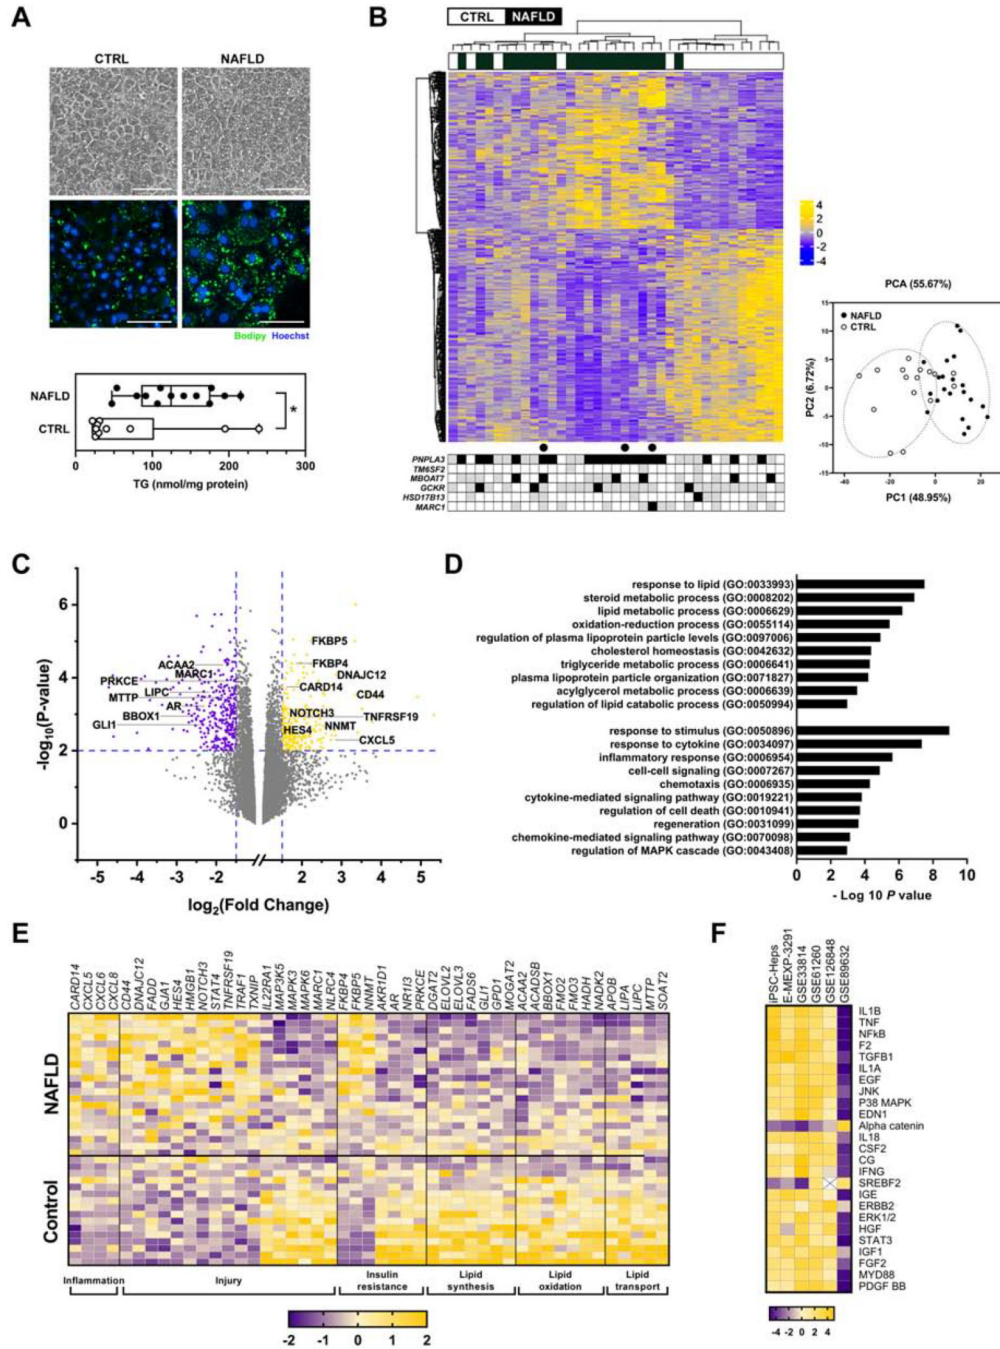 A
CTRL NAFLD
Bodipy Hoechst
NAFLD
CTRL
*
0 100 200 300
TG (nmol/mg protein)
B
CTRL NAFLD
4
2
0
-2
-4
PNPLA3
TM6SF2
MBOAT7
GCKR
HSD17B13
MARC1
PCA (55.67%)
NAFLD
CTRL
PC2 (6.72%)
15
10
5
0
-5
-10
-15
-40 -20 0 20
PC1 (48.95%)
C
-log10(P-value)
6
4
2
0
FKBP5
ACAA2
FKBP4
MARC1
DNAJC12
PRKCE
CARD14
LIPC
CD44
MTTP
AR
NOTCH3
TNFRSF19
BBOX1
NNMT
GLI1
HES4
CXCL5
-5 -4 -3 -2 1 2 3 4 5
log2(Fold Change)
D
response to lipid (GO:0033993)
steroid metabolic process (GO:0008202)
lipid metabolic process (GO:0006629)
oxidation-reduction process (GO:0055114)
regulation of plasma lipoprotein particle levels (GO:0097006)
cholesterol homeostasis (GO:0042632)
triglyceride metabolic process (GO:0006641)
plasma lipoprotein particle organization (GO:0071827)
acylglycerol metabolic process (GO:0006639)
regulation of lipid catabolic process (GO:0050994)
response to stimulus (GO:0050896)
response to cytokine (GO:0034097)
inflammatory response (GO:0006954)
cell-cell signaling (GO:0007267)
chemotaxis (GO:0006935)
cytokine-mediated signaling pathway (GO:0019221)
regulation of cell death (GO:0010941)
regeneration (GO:0031099)
chemokine-mediated signaling pathway (GO:0070098)
regulation of MAPK cascade (GO:0043408)
0 2 4 6 8 10
- Log 10 P value
E
CARD14
CXCL5
CXCL6
CXCL8
CD44
DNAJC12
FADD
GJA1
HES4
HMGB1
NOTCH3
STAT4
TNFRSF19
TRAF1
TXNIP
IL22RA1
MAP3K5
MAPK3
MAPK6
MARC1
NLRC4
FKBP4
FKBP5
NNMT
AKR1D1
AR
NR1I3
PRKCE
DGAT2
ELOVL2
ELOVL3
FADS6
GLI1
GPD1
MOGAT2
ACAA2
ACADSB
BBOX1
FMO2
FMO3
HADH
NADK2
APOB
LIPA
LIPC
MTTP
SOAT2
NAFLD
Control
Inflammation
Injury
Insulin resistance
Lipid synthesis
Lipid oxidation
Lipid transport
-2 -1 0 1 2
F
iPSC-Heps
E-MEXP-3291
GSE33814
GSE61260
GSE126848
GSE89632
IL1B
TNF
NFkB
F2
TGFB1
IL1A
EGF
JNK
P38 MAPK
EDN1
Alpha catenin
IL18
CSF2
CG
IFNG
SREBF2
IGE
ERBB2
ERK1/2
HGF
STAT3
IGF1
FGF2
MYD88
PDGF BB
-4 -2 0 2 4